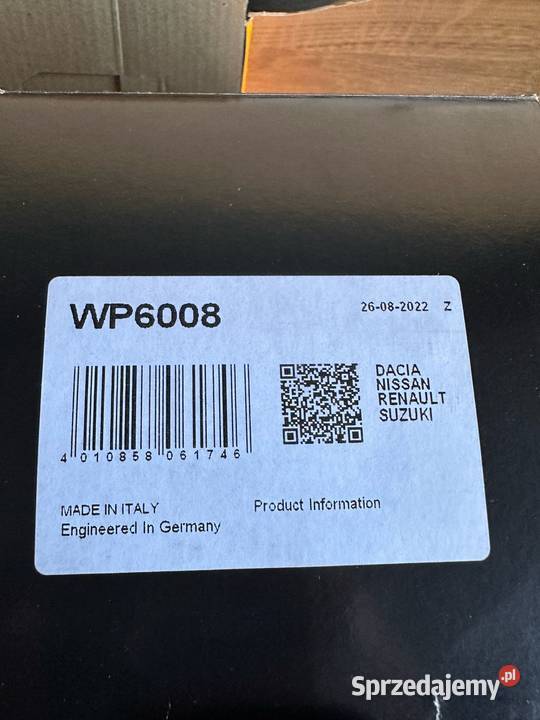 WP6008
26-08-2022 Z
DACIA
NISSAN
RENAULT
SUZUKI
4 010858 061746
MADE IN ITALY
Engineered In Germany
Product Information
Sprzedajemy.pl